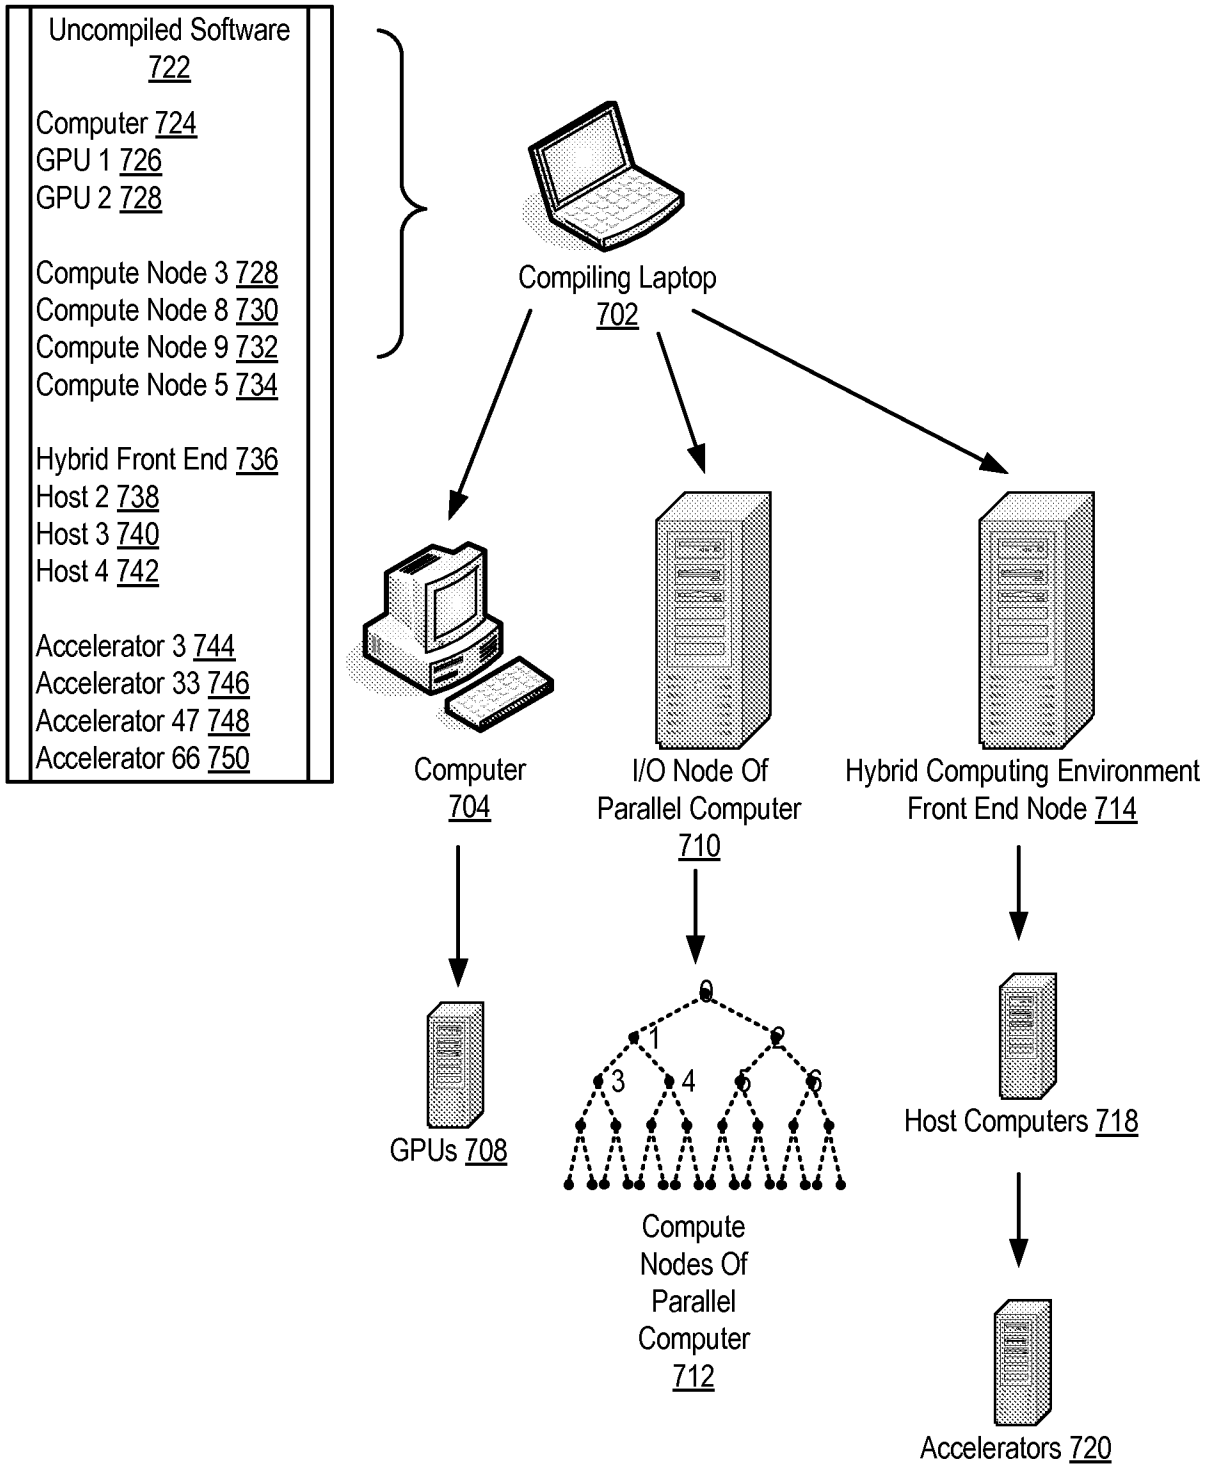 Uncompiled Software
722
Computer 724
GPU 1 726
GPU 2 728
Compute Node 3 728
Compute Node 8 730
Compute Node 9 732
Compute Node 5 734
Hybrid Front End 736
Host 2 738
Host 3 740
Host 4 742
Accelerator 3 744
Accelerator 33 746
Accelerator 47 748
Accelerator 66 750
Compiling Laptop
702
Computer
704
I/O Node Of
Parallel Computer
710
Hybrid Computing Environment
Front End Node 714
GPUs 708
0
1
2
3
4
5
6
Compute
Nodes Of
Parallel
Computer
712
Host Computers 718
Accelerators 720